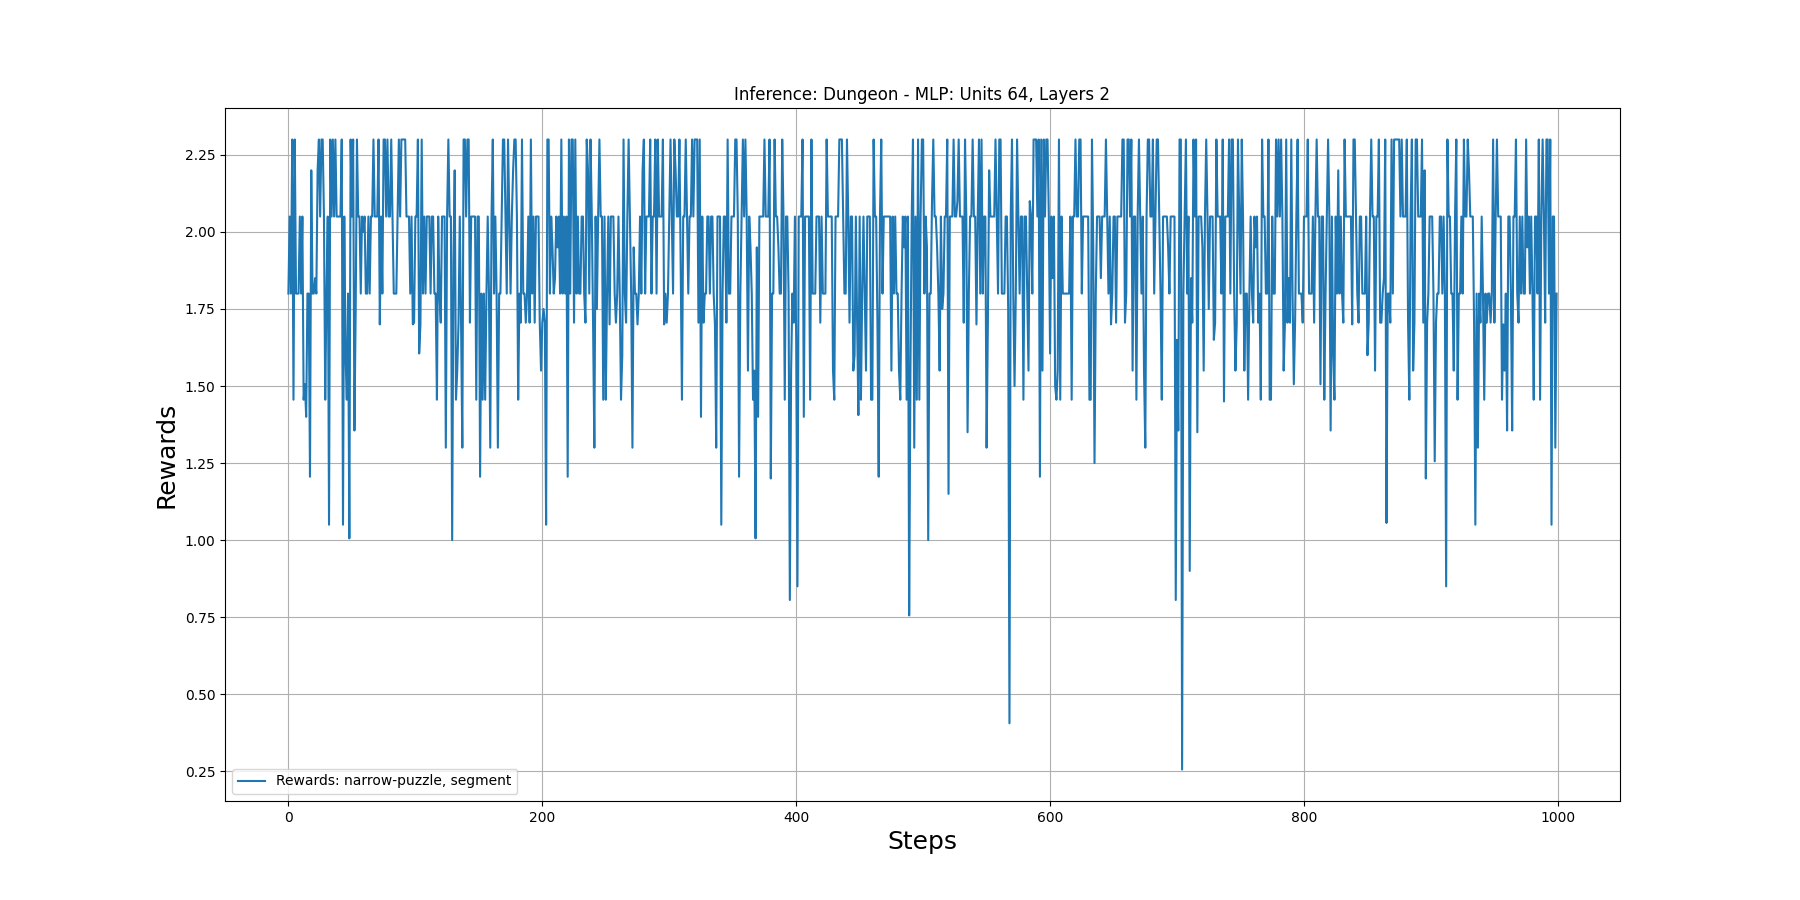 Inference: Dungeon - MLP: Units 64, Layers 2
2.25
2.00
1.75
1.50
1.25
1.00
0.75
0.50
0.25
Rewards
Rewards: narrow-puzzle, segment
0 200 400 600 800 1000
Steps